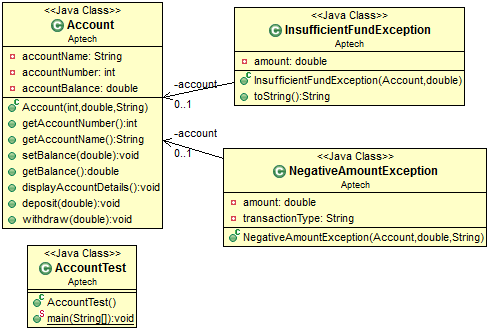 <<Java Class>>
Account
Aptech
accountName: String
accountNumber: int
accountBalance: double
Account(int,double,String)
getAccountNumber():int
getAccountName():String
setBalance(double):void
getBalance():double
displayAccountDetails():void
deposit(double):void
withdraw(double):void
<<Java Class>>
InsufficientFundException
Aptech
amount: double
InsufficientFundException(Account,double)
toString():String
-account
0..1
-account
0..1
<<Java Class>>
NegativeAmountException
Aptech
amount: double
transactionType: String
NegativeAmountException(Account,double,String)
<<Java Class>>
AccountTest
Aptech
AccountTest()
main(String[]):void